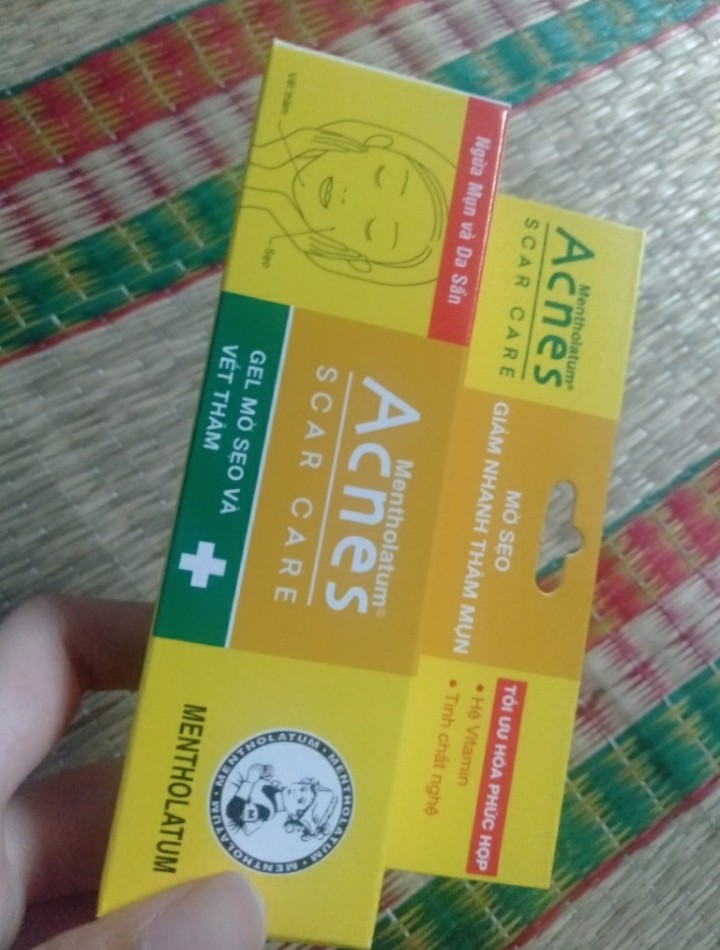 Mentholatum®
Acnes
SCAR CARE
MỜ SẸO
GIẢM NHANH THÂM MỤN
TỐI ƯU HÓA PHỨC HỢP
• Hệ Vitamin
• Tinh chất nghệ
Ngừa Mụn và Da Sần
Vết thâm
Sẹo
Mentholatum®
Acnes
SCAR CARE
GEL MỜ SẸO VÀ
VẾT THÂM
MENTHOLATUM • MENTHOLATUM • MENTHOLATUM •
MENTHOLATUM